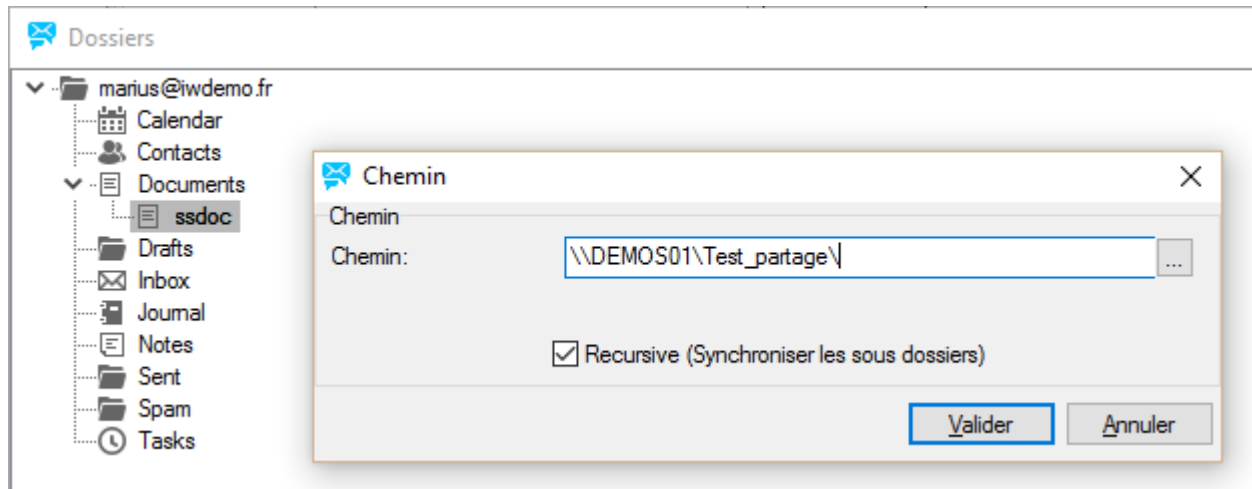 Dossiers
marius@iwdemo.fr
Calendar
Contacts
Documents
ssdoc
Drafts
Inbox
Journal
Notes
Sent
Spam
Tasks
Chemin
Chemin
Chemin:
\\DEMOS01\Test_partage\
...
Recursive (Synchroniser les sous dossiers)
Valider
Annuler